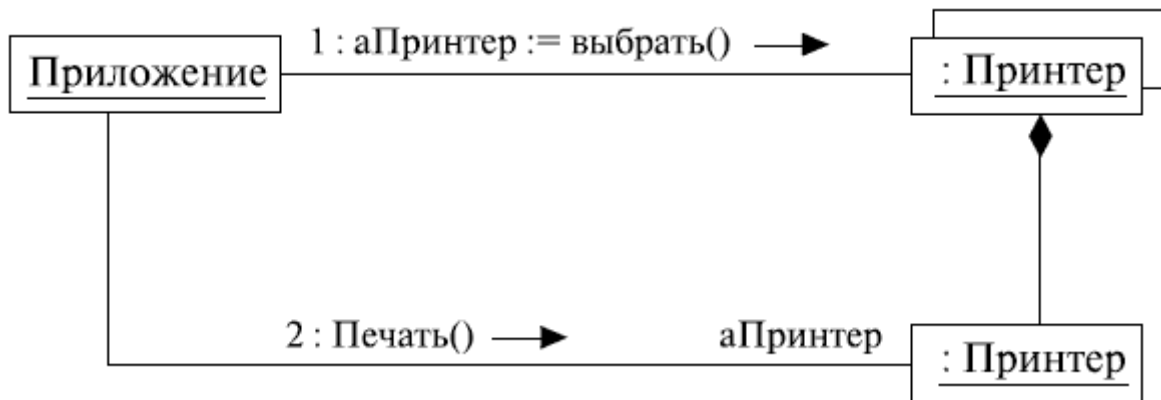 1 : аПринтер := выбрать()
Приложение
: Принтер
2 : Печать()
аПринтер
: Принтер